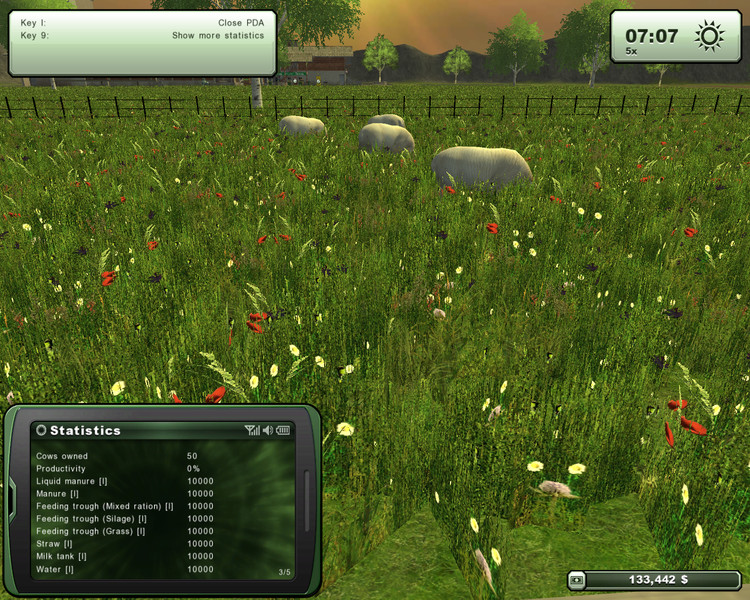 Key I: Close PDA
Key 9: Show more statistics
07:07
5x
Statistics
Cows owned 50
Productivity 0%
Liquid manure [l] 10000
Manure [l] 10000
Feeding trough (Mixed ration) [l] 10000
Feeding trough (Silage) [l] 10000
Feeding trough (Grass) [l] 10000
Straw [l] 10000
Milk tank [l] 10000
Water [l] 10000
3/5
133,442 $